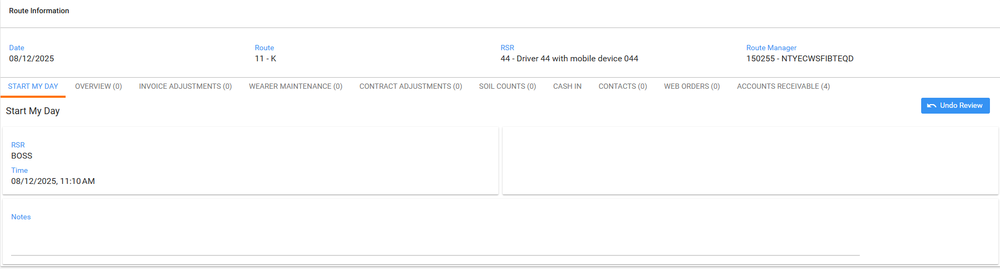 Route Information
Date
08/12/2025
Route
11 - K
RSR
44 - Driver 44 with mobile device 044
Route Manager
150255 - NTYECWSFIBTEQD
START MY DAY OVERVIEW (0) INVOICE ADJUSTMENTS (0) WEARER MAINTENANCE (0) CONTRACT ADJUSTMENTS (0) SOIL COUNTS (0) CASH IN CONTACTS (0) WEB ORDERS (0) ACCOUNTS RECEIVABLE (4)
Start My Day
Undo Review
RSR
BOSS
Time
08/12/2025, 11:10 AM
Notes